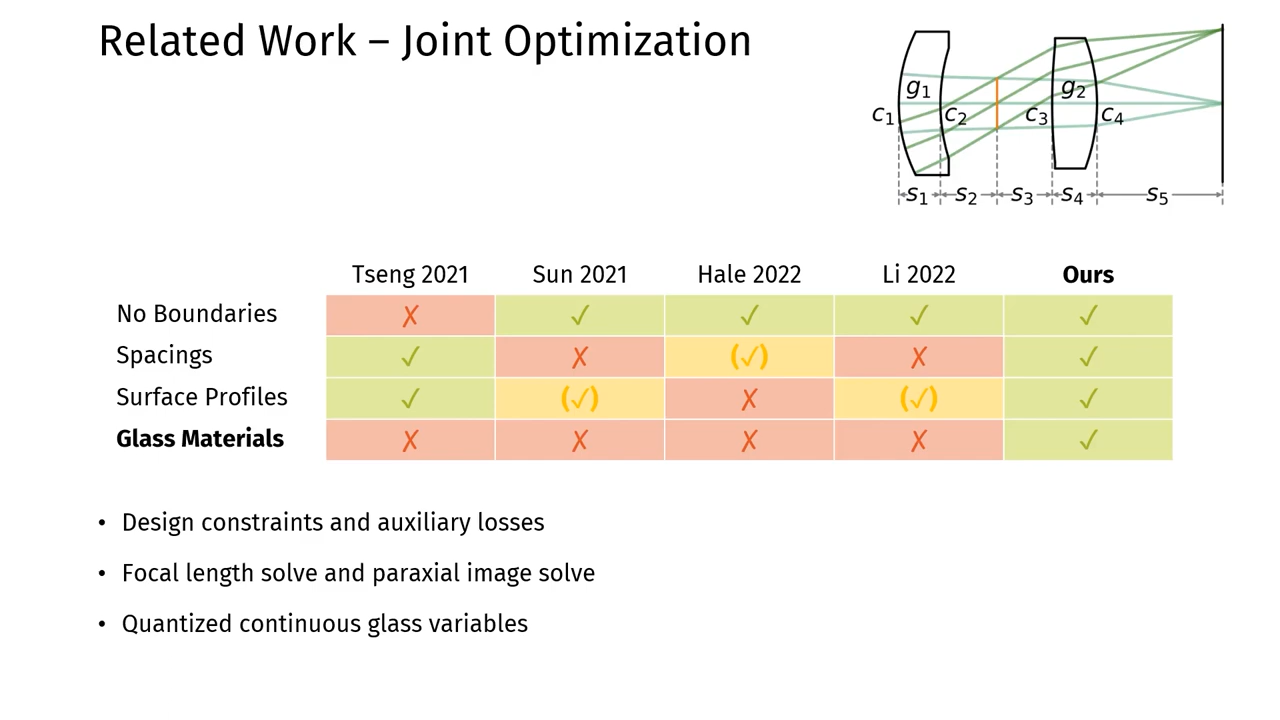 Related Work – Joint Optimization
g1 g2
c1 c2 c3 c4
s1 s2 s3 s4 s5
Tseng 2021 Sun 2021 Hale 2022 Li 2022 Ours
No Boundaries ✗ ✓ ✓ ✓ ✓
Spacings ✓ ✗ (✓) ✗ ✓
Surface Profiles ✓ (✓) ✗ (✓) ✓
Glass Materials ✗ ✗ ✗ ✗ ✓
• Design constraints and auxiliary losses
• Focal length solve and paraxial image solve
• Quantized continuous glass variables